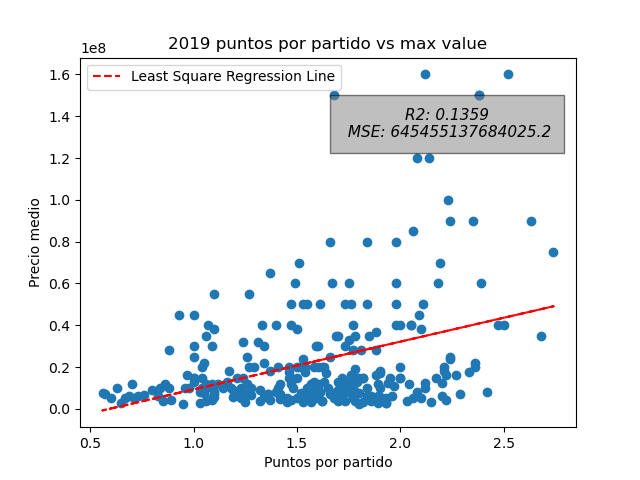 2019 puntos por partido vs max value
1e8
Least Square Regression Line
R2: 0.1359
MSE: 645455137684025.2
1.6
1.4
1.2
1.0
0.8
0.6
0.4
0.2
0.0
Precio medio
0.5 1.0 1.5 2.0 2.5
Puntos por partido